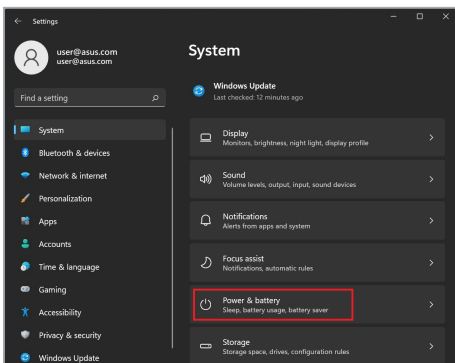 Settings
user@asus.com
user@asus.com
Find a setting
System
Bluetooth & devices
Network & internet
Personalization
Apps
Accounts
Time & language
Gaming
Accessibility
Privacy & security
Windows Update
System
Windows Update
Last checked: 12 minutes ago
Display
Monitors, brightness, night light, display profile
Sound
Volume levels, output, input, sound devices
Notifications
Alerts from apps and system
Focus assist
Notifications, automatic rules
Power & battery
Sleep, battery usage, battery saver
Storage
Storage space, drives, configuration rules